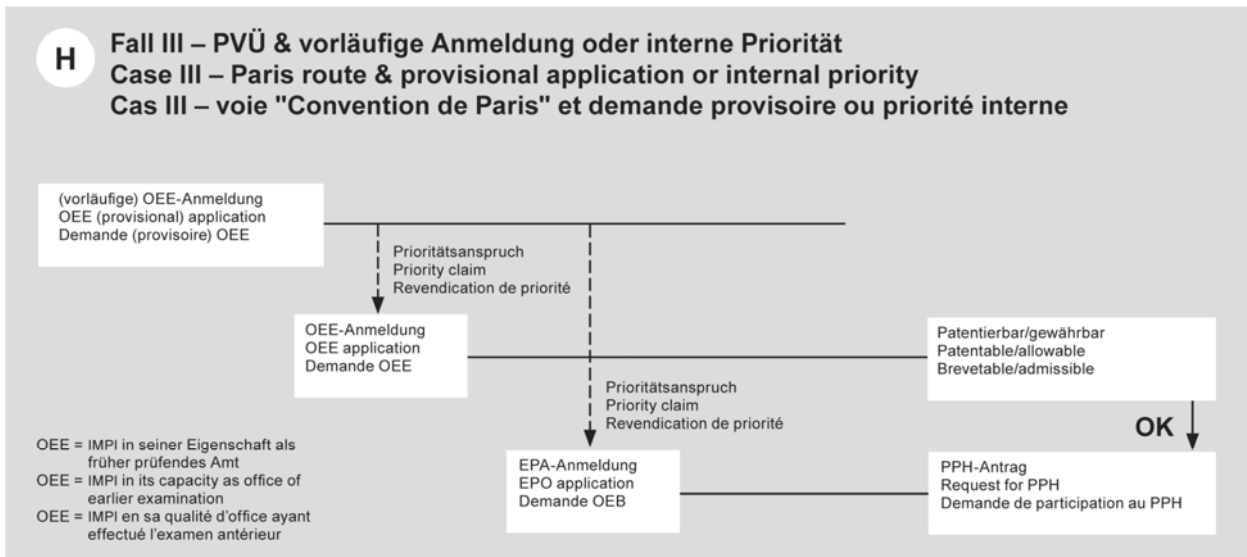 H
Fall III – PVÜ & vorläufige Anmeldung oder interne Priorität
Case III – Paris route & provisional application or internal priority
Cas III – voie "Convention de Paris" et demande provisoire ou priorité interne
(vorläufige) OEE-Anmeldung
OEE (provisional) application
Demande (provisoire) OEE
Prioritätsanspruch
Priority claim
Revendication de priorité
OEE-Anmeldung
OEE application
Demande OEE
Patentierbar/gewährbar
Patentable/allowable
Brevetable/admissible
Prioritätsanspruch
Priority claim
Revendication de priorité
OK
OEE = IMPI in seiner Eigenschaft als
früher prüfendes Amt
OEE = IMPI in its capacity as office of
earlier examination
OEE = IMPI en sa qualité d'office ayant
effectué l'examen antérieur
EPA-Anmeldung
EPO application
Demande OEB
PPH-Antrag
Request for PPH
Demande de participation au PPH